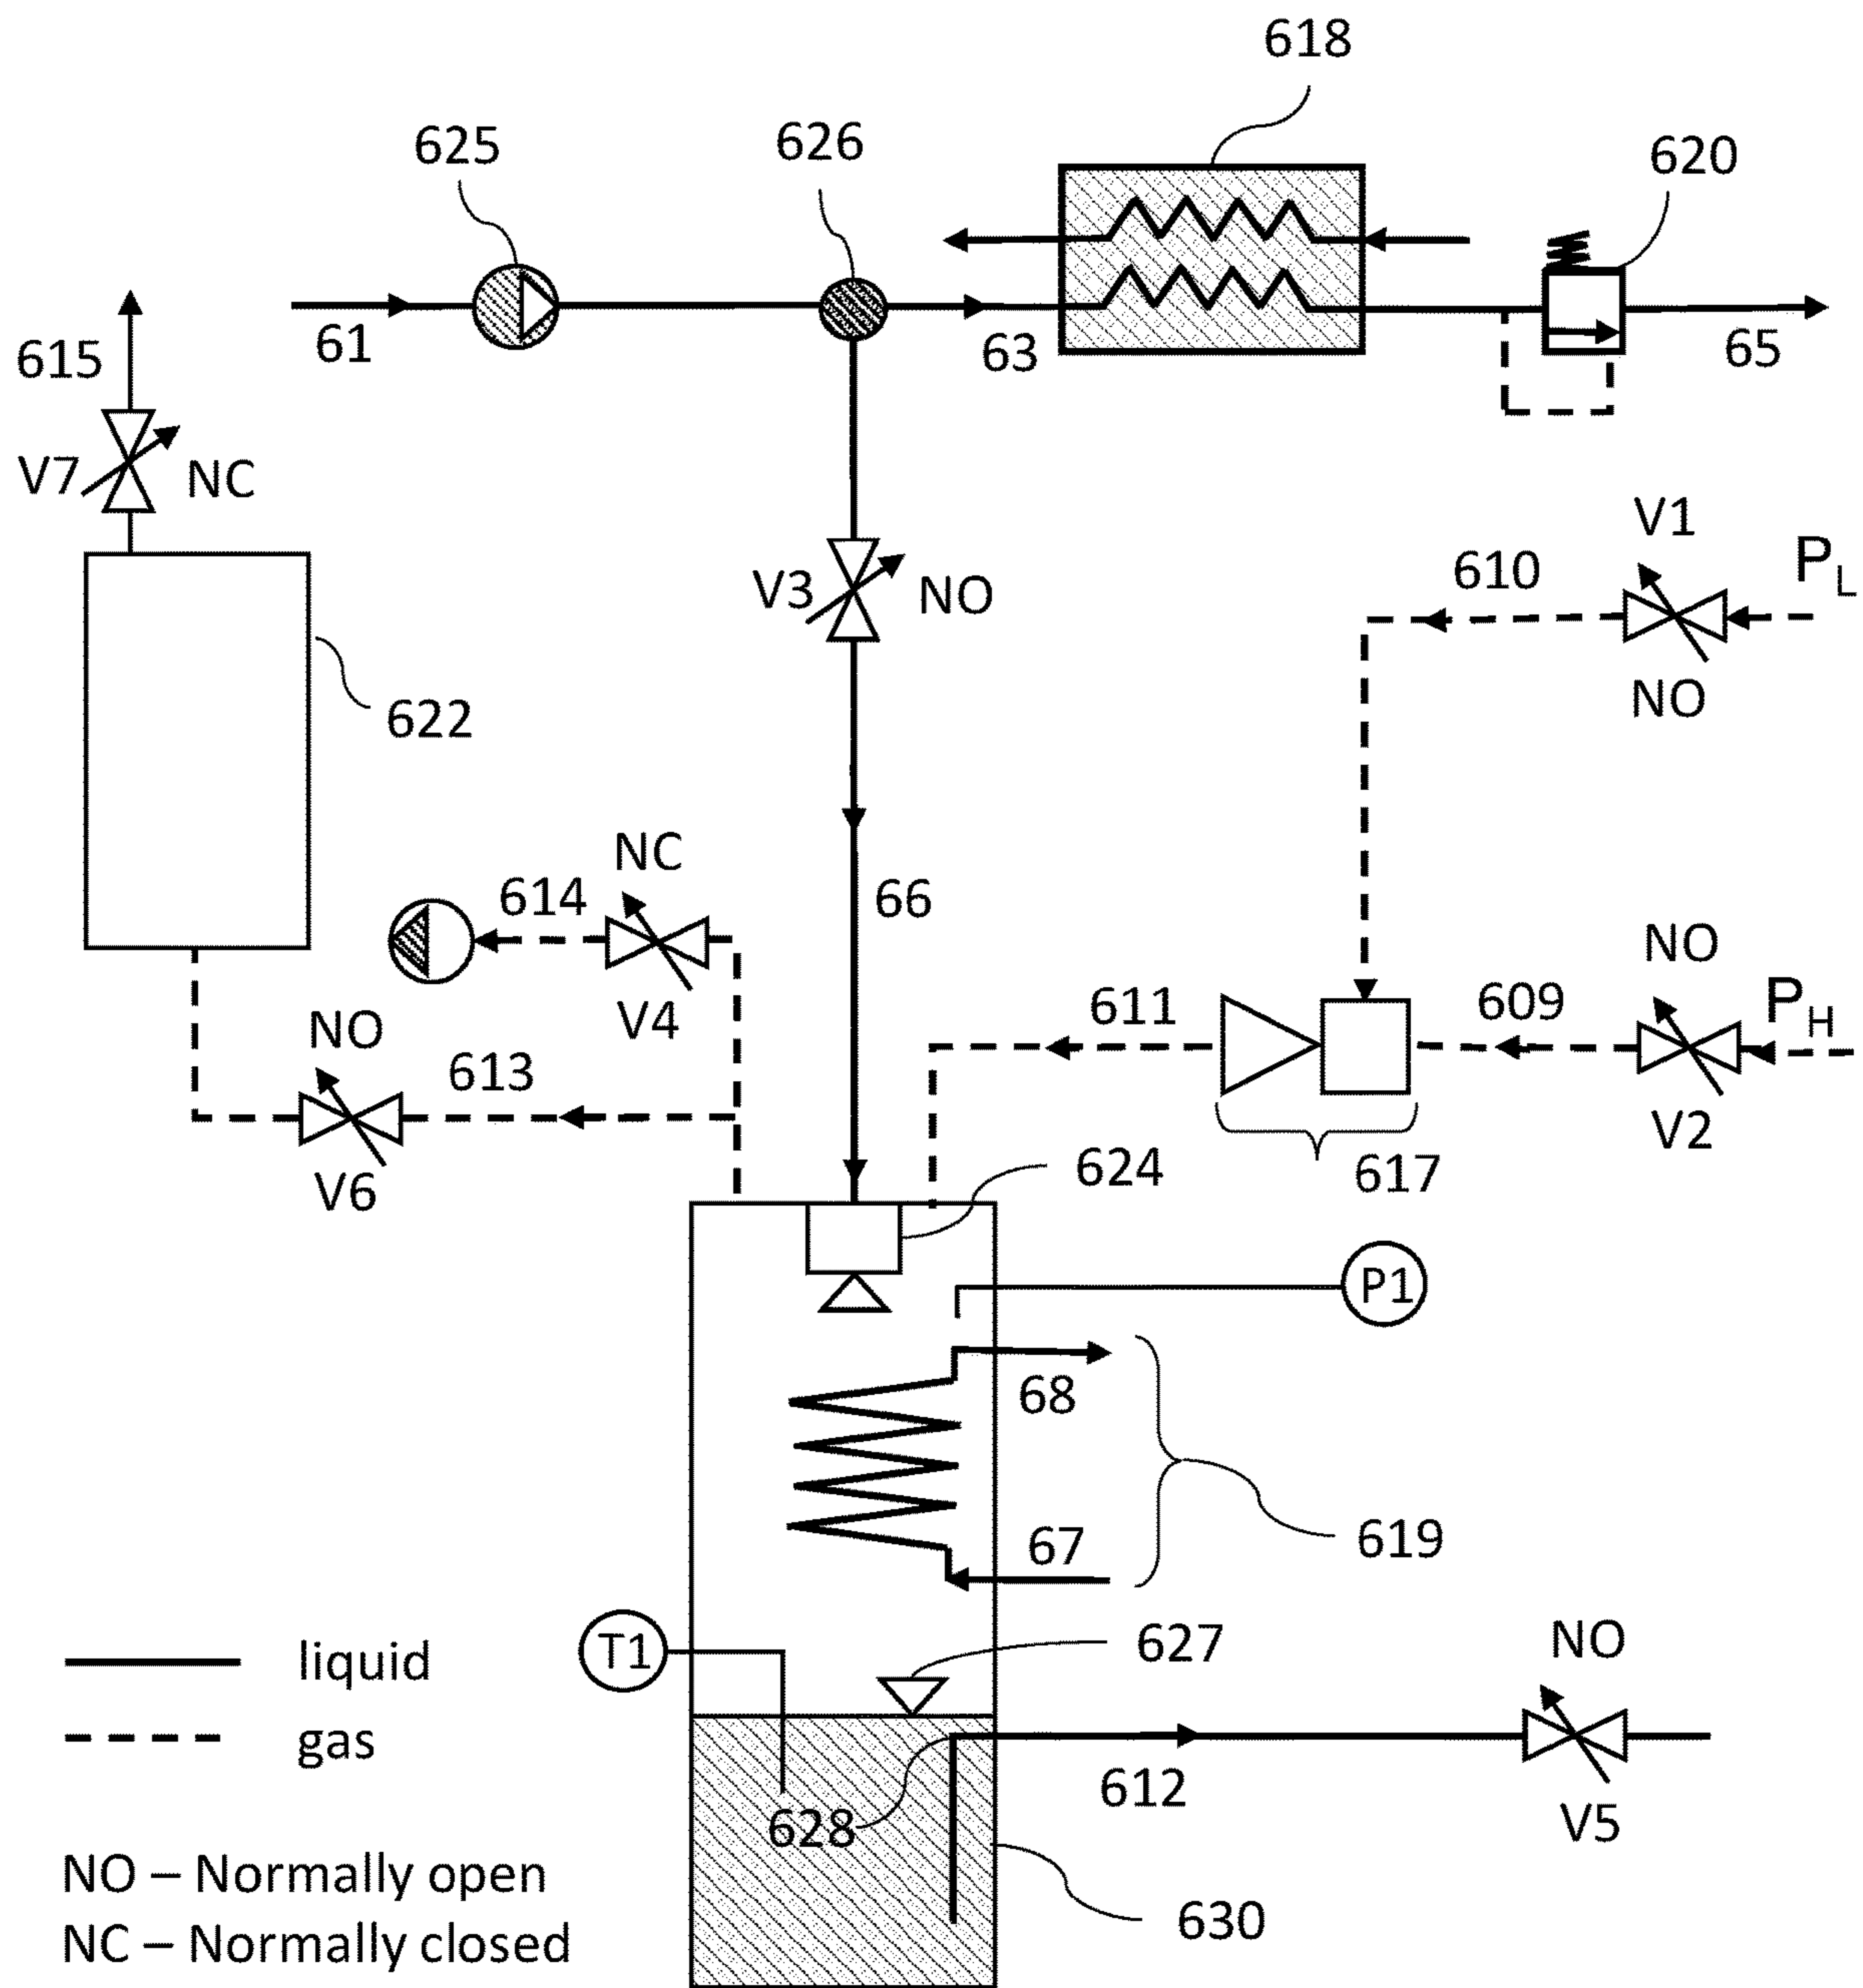 618
625
626
620
61
63
65
615
V7
NC
V1
P_L
610
V3
NO
NO
622
NC
614
66
NO
V4
611
609
P_H
NO
613
V2
V6
624
617
P1
68
67
619
T1
627
NO
liquid
612
628
V5
gas
NO – Normally open
630
NC – Normally closed